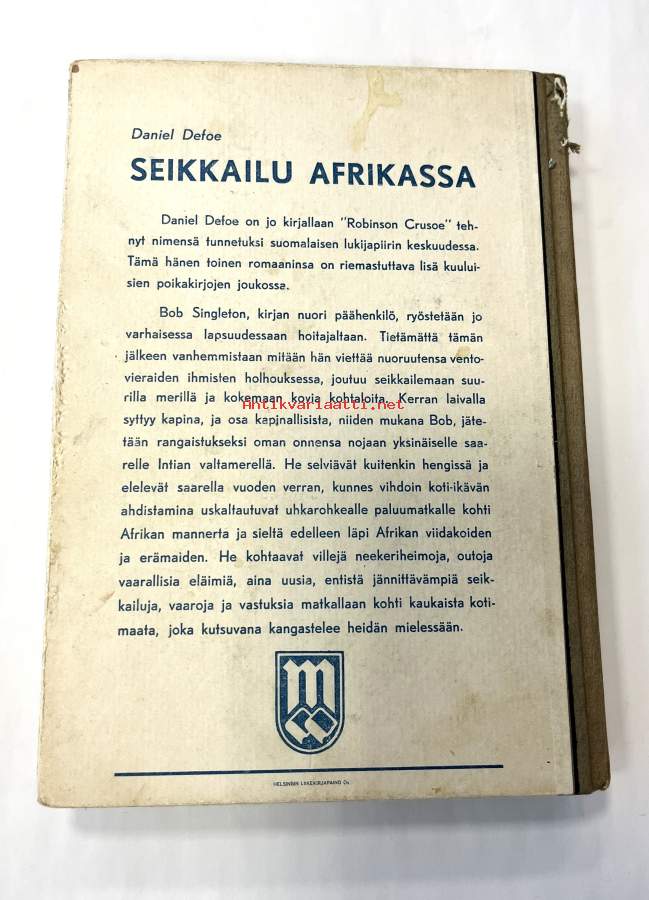 Daniel Defoe
SEIKKAILU AFRIKASSA
Daniel Defoe on jo kirjallaan "Robinson Crusoe" teh-
nyt nimensä tunnetuksi suomalaisen lukijapiirin keskuudessa.
Tämä hänen toinen romaaninsa on riemastuttava lisä kuului-
sien poikakirjojen joukossa.
Bob Singleton, kirjan nuori päähenkilö, ryöstetään jo
varhaisessa lapsuudessaan hoitajaltaan. Tietämättä tämän
jälkeen vanhemmistaan mitään hän viettää nuoruutensa vento-
vieraiden ihmisten holhouksessa, joutuu seikkailemaan suu-
rilla merillä ja kokemaan kovia kohtaloita. Kerran laivalla
Antikvariaatti.net
syttyy kapina, ja osa kapinallisista, niiden mukana Bob, jäte-
tään rangaistukseksi oman onnensa nojaan yksinäiselle saa-
relle Intian valtamerellä. He selviävät kuitenkin hengissä ja
elelevät saarella vuoden verran, kunnes vihdoin koti-ikävän
ahdistamina uskaltautuvat uhkarohkealle paluumatkalle kohti
Afrikan mannerta ja sieltä edelleen läpi Afrikan viidakoiden
ja erämaiden. He kohtaavat villejä neekeriheimoja, outoja
vaarallisia eläimiä, aina uusia, entistä jännittävämpiä seik-
kailuja, vaaroja ja vastuksia matkallaan kohti kaukaista koti-
maata, joka kutsuvana kangastelee heidän mielessään.
HELSINGIN LIIKEKIRJAPAINO Oy